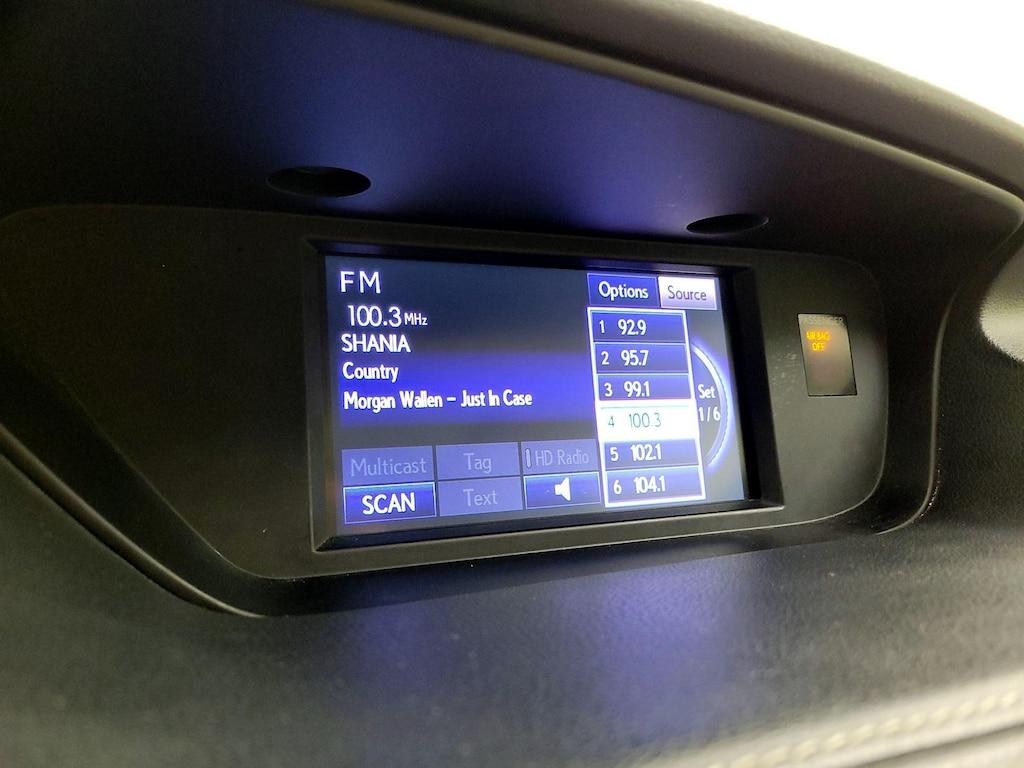 FM
100.3 MHz
SHANIA
Country
Morgan Wallen – Just In Case
Multicast
Tag
HD Radio
SCAN
Text
Options
Source
1 92.9
2 95.7
3 99.1
4 100.3
5 102.1
6 104.1
Set
1/6
AIRBAG
OFF